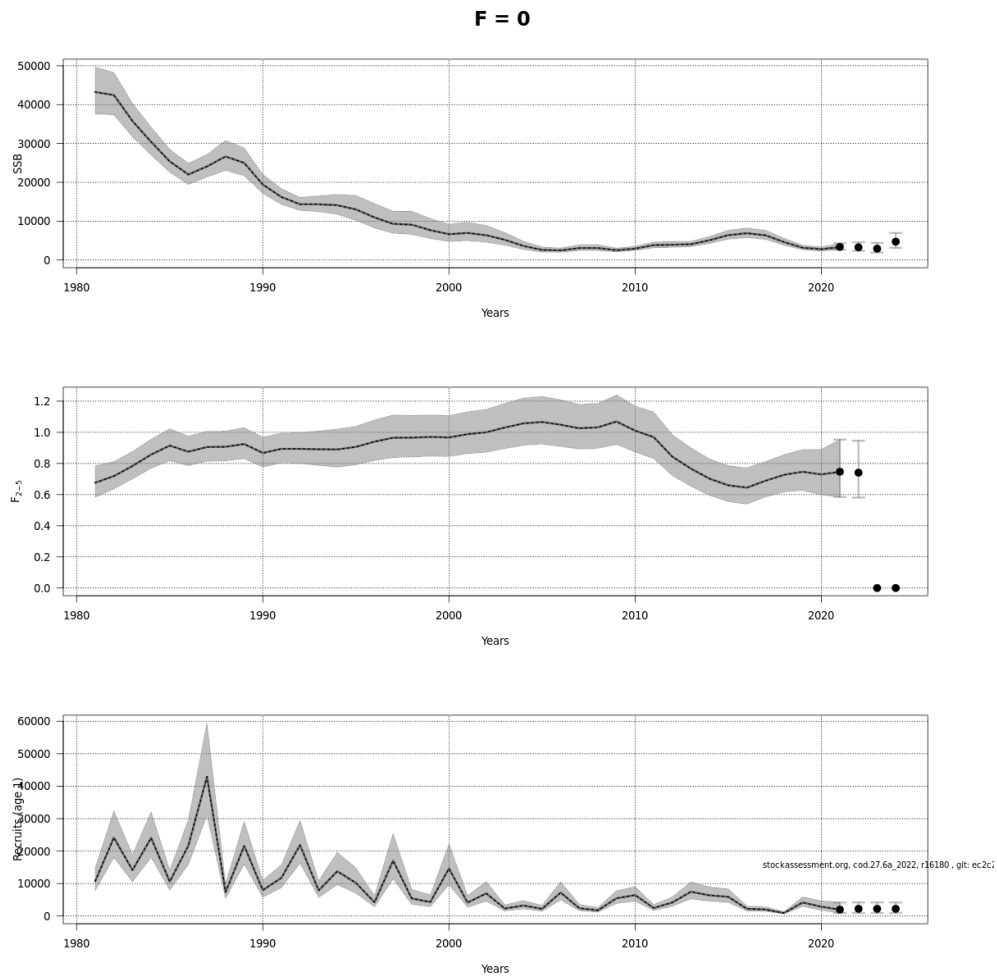 F = 0
50000
40000
30000
20000
10000
0
SSB
1980 1990 2000 2010 2020
Years
1.2
1.0
0.8
0.6
0.4
0.2
0.0
F2−5
1980 1990 2000 2010 2020
Years
60000
50000
40000
30000
20000
10000
0
Recruits (age 1)
stockassessment.org, cod.27.6a_2022, r16180 , git: ec2c2
1980 1990 2000 2010 2020
Years